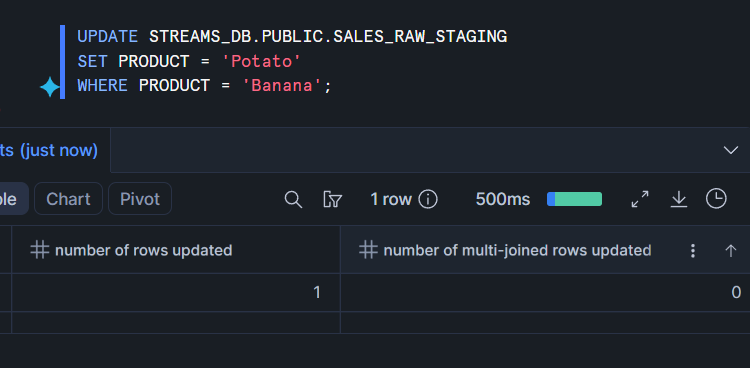 UPDATE STREAMS_DB.PUBLIC.SALES_RAW_STAGING
SET PRODUCT = 'Potato'
WHERE PRODUCT = 'Banana';
ts (just now)
ble Chart Pivot 1 row 500ms
number of rows updated number of multi-joined rows updated
1 0